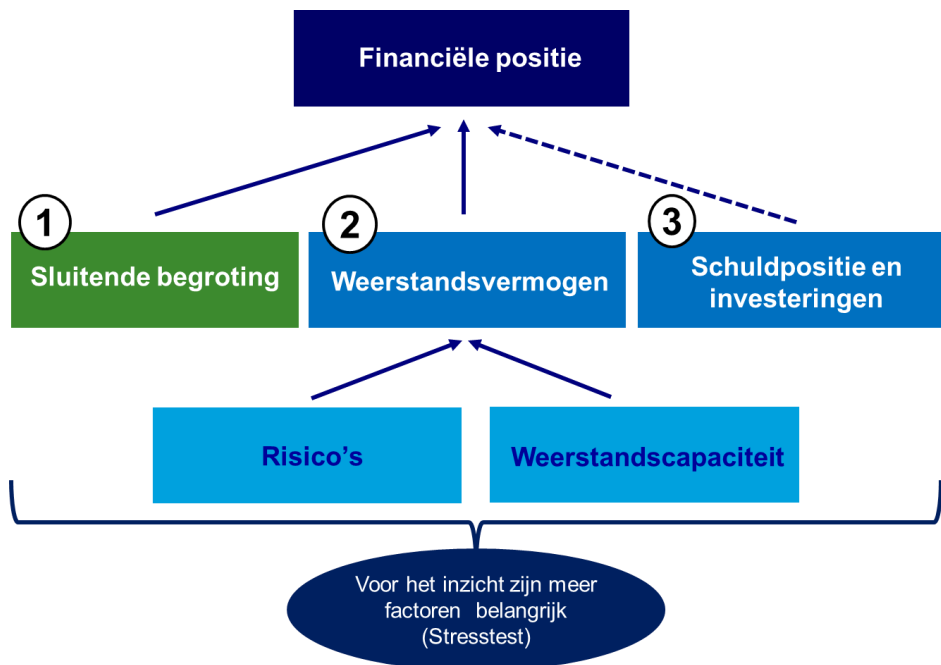 Financiële positie
1
Sluitende begroting
2
Weerstandsvermogen
3
Schuldpositie en
investeringen
Risico's
Weerstandscapaciteit
Voor het inzicht zijn meer
factoren belangrijk
(Stresstest)